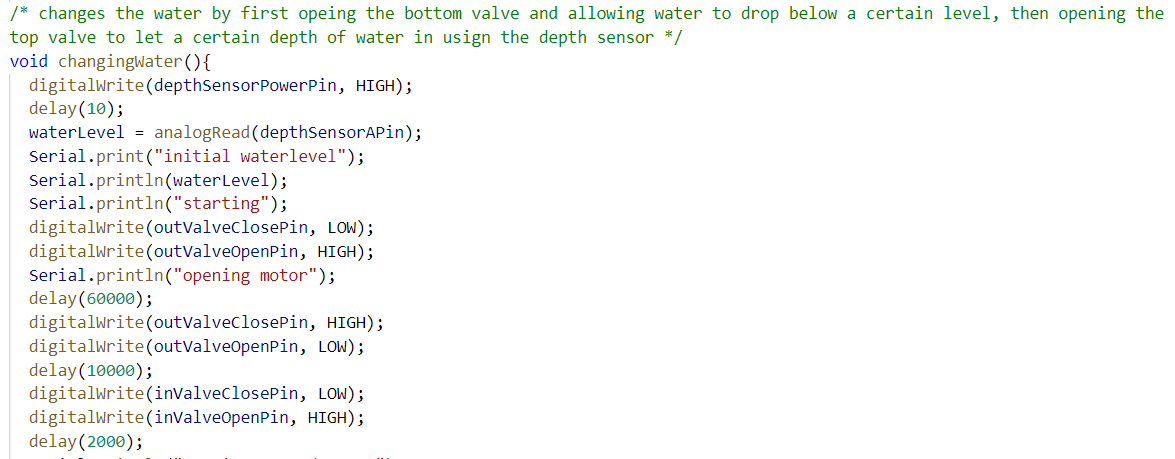 /* changes the water by first opeing the bottom valve and allowing water to drop below a certain level, then opening the
top valve to let a certain depth of water in usign the depth sensor */
void changingWater(){
digitalWrite(depthSensorPowerPin, HIGH);
delay(10);
waterLevel = analogRead(depthSensorAPin);
Serial.print("initial waterlevel");
Serial.println(waterLevel);
Serial.println("starting");
digitalWrite(outValveClosePin, LOW);
digitalWrite(outValveOpenPin, HIGH);
Serial.println("opening motor");
delay(60000);
digitalWrite(outValveClosePin, HIGH);
digitalWrite(outValveOpenPin, LOW);
delay(10000);
digitalWrite(inValveClosePin, LOW);
digitalWrite(inValveOpenPin, HIGH);
delay(2000);